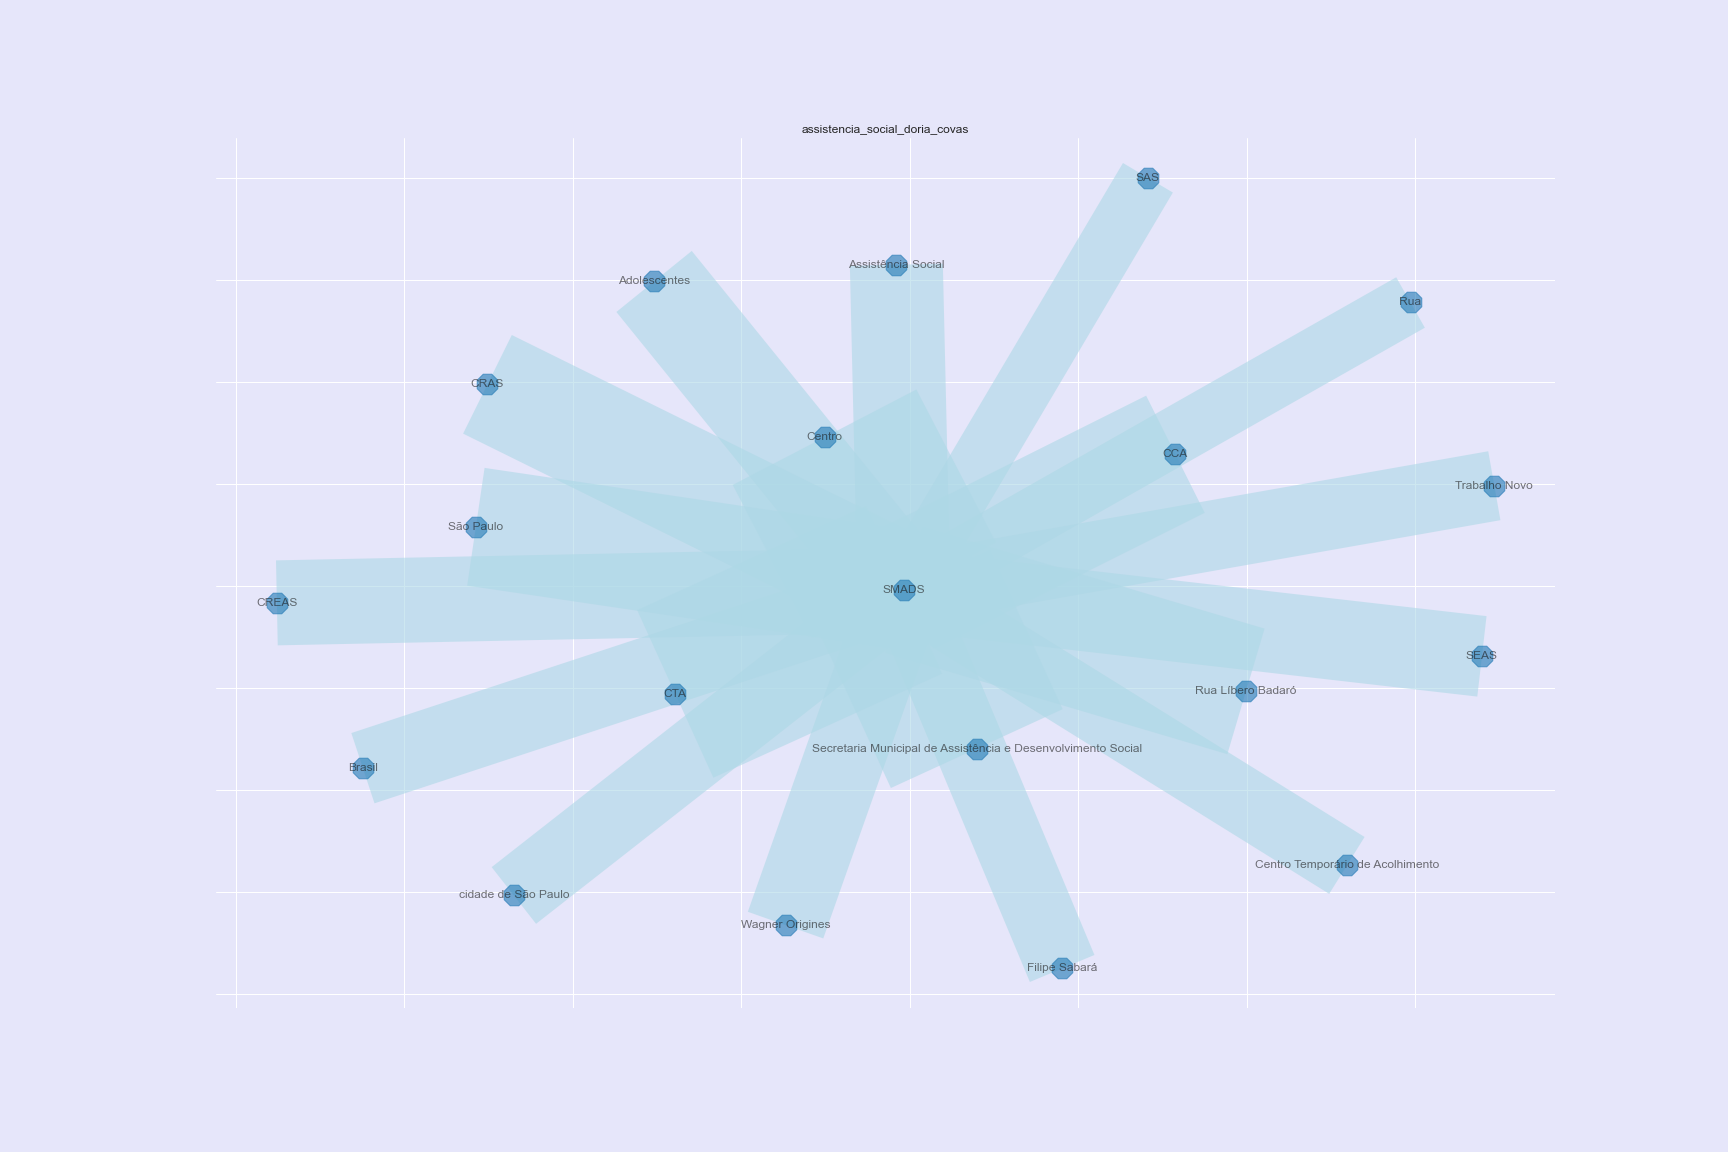 assistencia_social_doria_covas
SAS
Assistência Social
Adolescentes
Rua
CRAS
Centro
CCA
Trabalho Novo
São Paulo
SMADS
CREAS
SEAS
CTA
Rua Líbero Badaró
Secretaria Municipal de Assistência e Desenvolvimento Social
Brasil
Centro Temporário de Acolhimento
cidade de São Paulo
Wagner Origines
Filipe Sabará